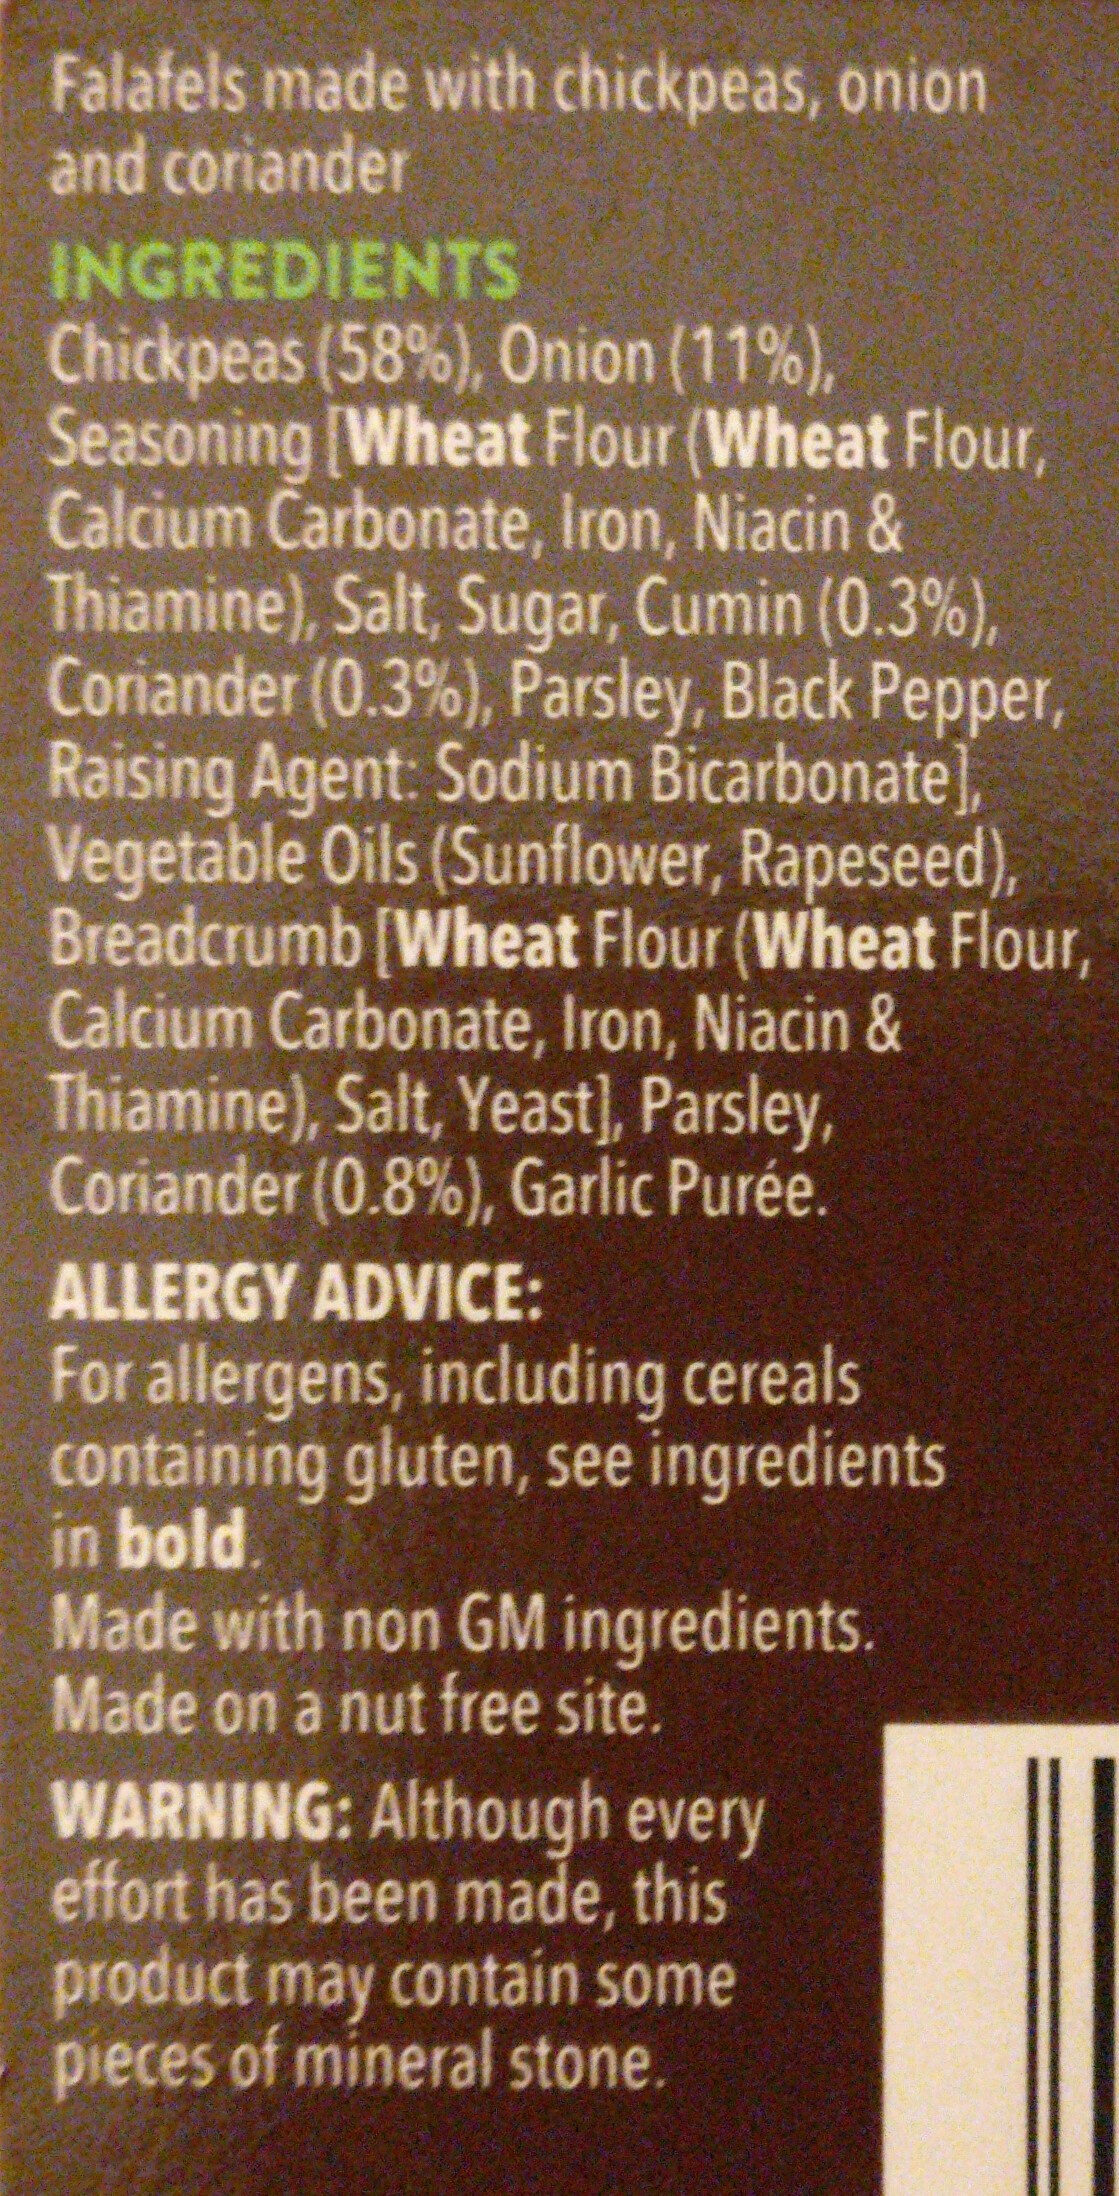 Falafels made with chickpeas, onion
and coriander
INGREDIENTS
Chickpeas (58%), Onion (11%),
Seasoning [Wheat Flour (Wheat Flour,
Calcium Carbonate, Iron, Niacin &
Thiamine), Salt, Sugar, Cumin (0.3%),
Coriander (0.3%), Parsley, Black Pepper,
Raising Agent: Sodium Bicarbonate],
Vegetable Oils (Sunflower, Rapeseed),
Breadcrumb [Wheat Flour (Wheat Flour,
Calcium Carbonate, Iron, Niacin &
Thiamine), Salt, Yeast], Parsley,
Coriander (0.8%), Garlic Purée.
ALLERGY ADVICE:
For allergens, including cereals
containing gluten, see ingredients
in bold.
Made with non GM ingredients.
Made on a nut free site.
WARNING: Although every
effort has been made, this
product may contain some
pieces of mineral stone.